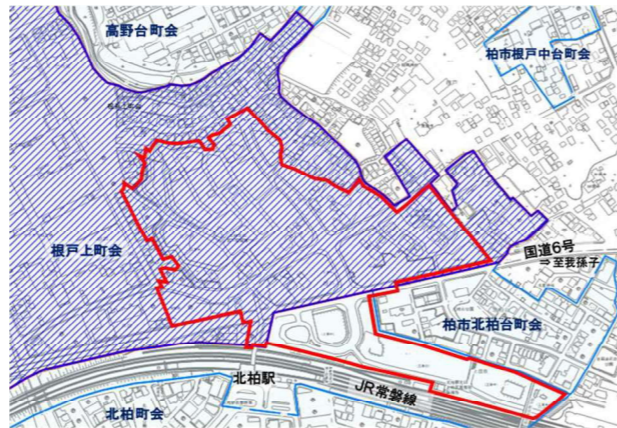 高野台町会
柏市根戸中台町会
根戸上町会
国道6号
⇒至我孫子
柏市北柏台町会
北柏駅
JR常磐線
北柏町会